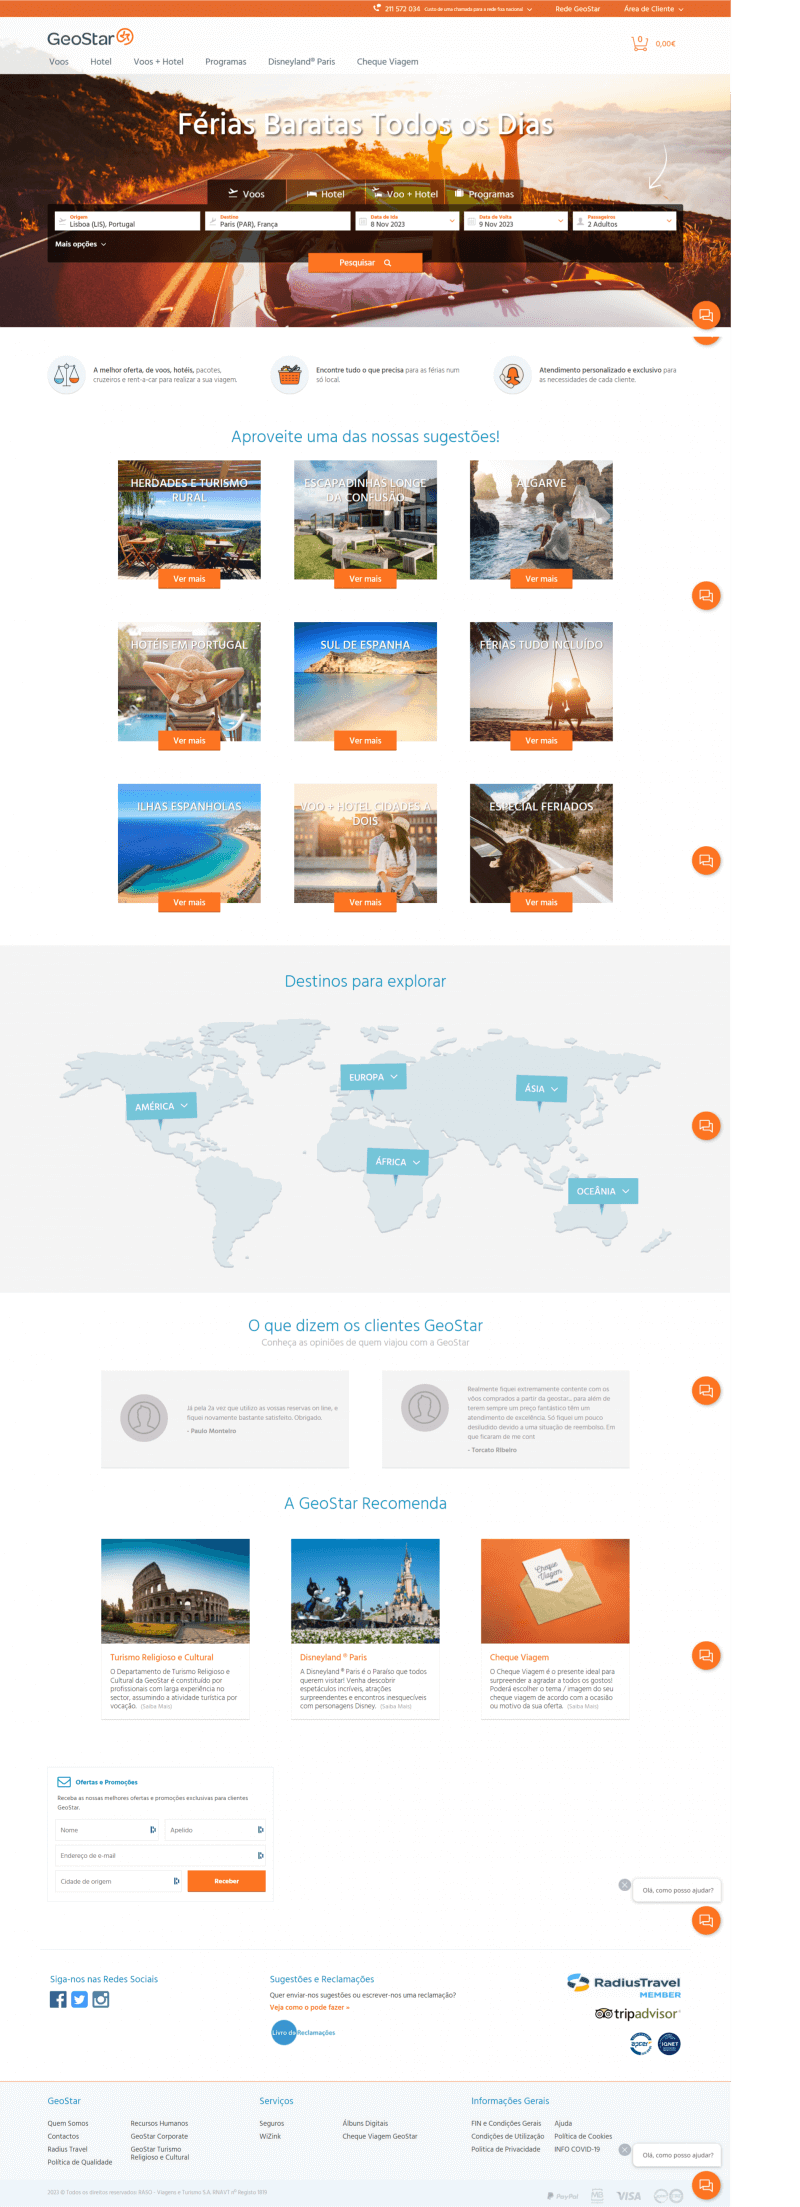 211 572 034 Custo de uma chamada para a rede fixa nacional
Rede GeoStar
Área de Cliente
GeoStar
0
0,00€
Voos
Hotel
Voos + Hotel
Programas
Disneyland® Paris
Cheque Viagem
Férias Baratas Todos os Dias
Voos
Hotel
Voo + Hotel
Programas
Origem
Lisboa (LIS), Portugal
Destino
Paris (PAR), França
Data de Ida
8 Nov 2023
Data de Volta
9 Nov 2023
Passageiros
2 Adultos
Mais opções
Pesquisar
A melhor oferta, de voos, hotéis, pacotes,
cruzeiros e rent-a-car para realizar a sua viagem.
Encontre tudo o que precisa para as férias num
só local.
Atendimento personalizado e exclusivo para
as necessidades de cada cliente.
Aproveite uma das nossas sugestões!
HERDADES E TURISMO
RURAL
Ver mais
ESCAPADINHAS LONGE
DA CONFUSÃO
Ver mais
ALGARVE
Ver mais
HOTÉIS EM PORTUGAL
Ver mais
SUL DE ESPANHA
Ver mais
FÉRIAS TUDO INCLUÍDO
Ver mais
ILHAS ESPANHOLAS
Ver mais
VOO + HOTEL CIDADES A
DOIS
Ver mais
ESPECIAL FERIADOS
Ver mais
Destinos para explorar
EUROPA
ÁSIA
AMÉRICA
ÁFRICA
OCEÂNIA
O que dizem os clientes GeoStar
Conheça as opiniões de quem viajou com a GeoStar
Já pela 2a vez que utilizo as vossas reservas on line, e
fiquei novamente bastante satisfeito. Obrigado.
- Paulo Monteiro
Realmente fiquei extremamente contente com os
vôos comprados a partir da geostar... para além de
terem sempre um preço fantástico têm um
atendimento de excelência. Só fiquei um pouco
desiludido devido a uma situação de reembolso. Em
que ficaram de me cont
- Torcato Ribeiro
A GeoStar Recomenda
Cheque
Viagem
GeoStar
Turismo Religioso e Cultural
O Departamento de Turismo Religioso e
Cultural da GeoStar é constituído por
profissionais com larga experiência no
sector, assumindo a atividade turística por
vocação. (Saiba Mais)
Disneyland ® Paris
A Disneyland ® Paris é o Paraíso que todos
querem visitar! Venha descobrir
espetáculos incríveis, atrações
surpreendentes e encontros inesquecíveis
com personagens Disney. (Saiba Mais)
Cheque Viagem
O Cheque Viagem é o presente ideal para
surpreender a agradar a todos os gostos!
Poderá escolher o tema / imagem do seu
cheque viagem de acordo com a ocasião
ou motivo da sua oferta. (Saiba Mais)
Ofertas e Promoções
Receba as nossas melhores ofertas e promoções exclusivas para clientes
GeoStar.
Nome
Apelido
Endereço de e-mail
Cidade de origem
Receber
Olá, como posso ajudar?
Siga-nos nas Redes Sociais
Sugestões e Reclamações
Quer enviar-nos sugestões ou escrever-nos uma reclamação?
Veja como o pode fazer »
Livro de Reclamações
RadiusTravel
MEMBER
tripadvisor
apcer
IQNET
GeoStar
Quem Somos
Contactos
Radius Travel
Política de Qualidade
Recursos Humanos
GeoStar Corporate
GeoStar Turismo
Religioso e Cultural
Serviços
Seguros
WiZink
Álbuns Digitais
Cheque Viagem GeoStar
Informações Gerais
FIN e Condições Gerais
Condições de Utilização
Politica de Privacidade
Ajuda
Política de Cookies
INFO COVID-19
Olá, como posso ajudar?
2023 © Todos os direitos reservados: RASO - Viagens e Turismo S.A. RNAVT nº Registo 1819
PayPal
MB
VISA